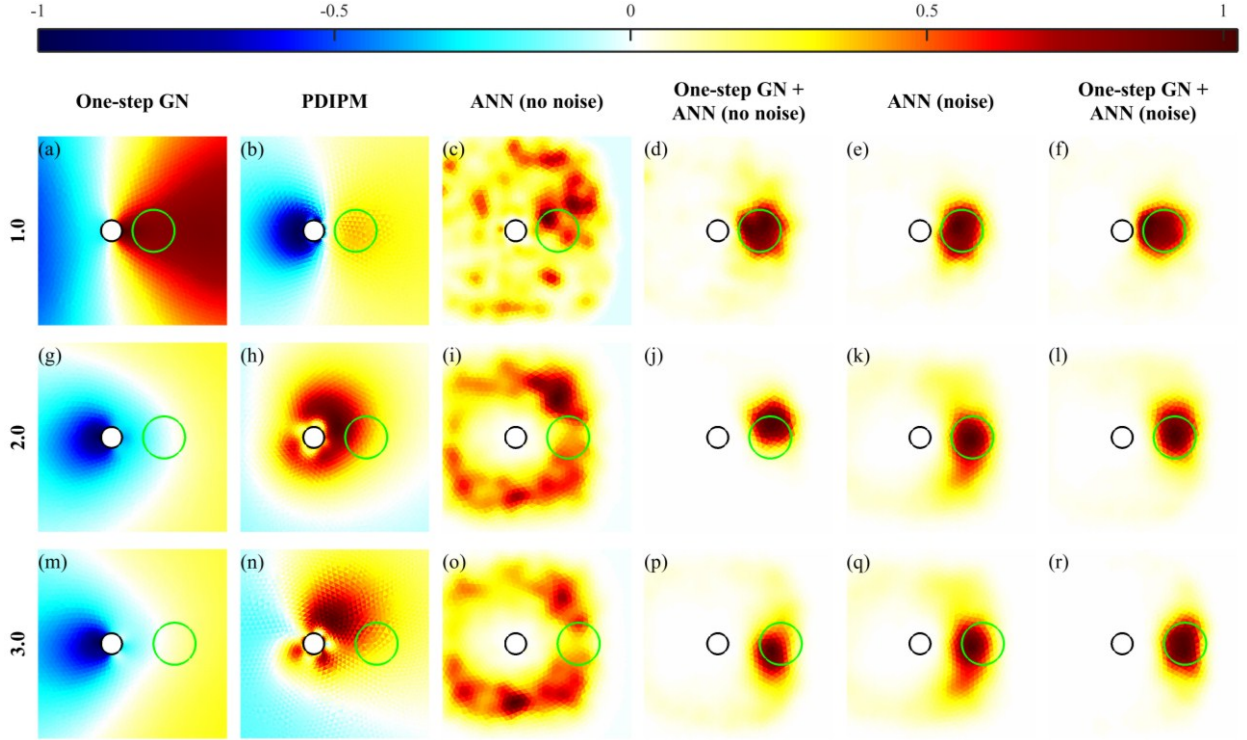 -1 -0.5 0 0.5 1
One-step GN PDIPM ANN (no noise) One-step GN + ANN (no noise) ANN (noise) One-step GN + ANN (noise)
1.0
(a) (b) (c) (d) (e) (f)
2.0
(g) (h) (i) (j) (k) (l)
3.0
(m) (n) (o) (p) (q) (r)